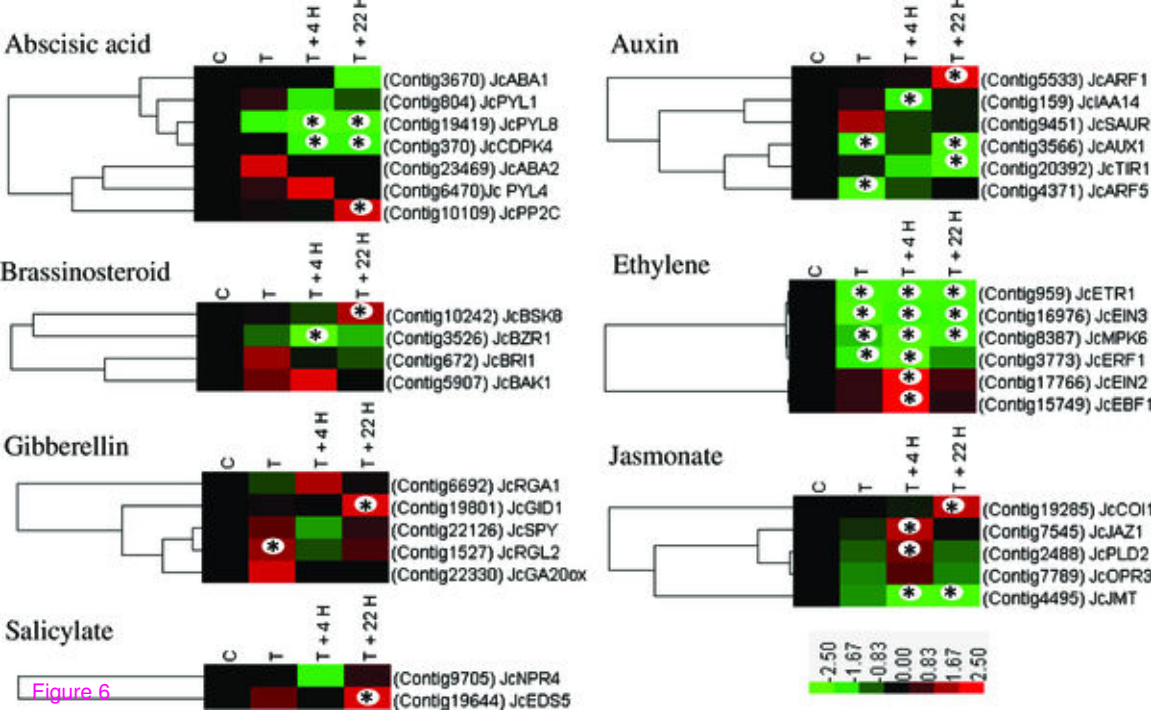 Abscisic acid
C T T + 4 H T + 22 H
(Contig3670) JcABA1
(Contig804) JcPYL1
(Contig19419) JcPYL8
(Contig370) JcCDPK4
(Contig23469) JcABA2
(Contig6470)Jc PYL4
(Contig10109) JcPP2C
Brassinosteroid
C T T + 4 H T + 22 H
(Contig10242) JcBSK8
(Contig3526) JcBZR1
(Contig672) JcBRI1
(Contig5907) JcBAK1
Gibberellin
C T T + 4 H T + 22 H
(Contig6692) JcRGA1
(Contig19801) JcGID1
(Contig22126) JcSPY
(Contig1527) JcRGL2
(Contig22330) JcGA20ox
Salicylate
C T T + 4 H T + 22 H
(Contig9705) JcNPR4
(Contig19644) JcEDS5
Figure 6
Auxin
C T T + 4 H T + 22 H
(Contig5533) JcARF1
(Contig159) JcIAA14
(Contig9451) JcSAUR
(Contig3566) JcAUX1
(Contig20392) JcTIR1
(Contig4371) JcARF5
Ethylene
C T T + 4 H T + 22 H
(Contig959) JcETR1
(Contig16976) JcEIN3
(Contig8387) JcMPK6
(Contig3773) JcERF1
(Contig17766) JcEIN2
(Contig15749) JcEBF1
Jasmonate
C T T + 4 H T + 22 H
(Contig19285) JcCOI1
(Contig7545) JcJAZ1
(Contig2488) JcPLD2
(Contig7789) JcOPR3
(Contig4495) JcJMT
-2.50 -1.67 -0.83 0.00 0.83 1.67 2.50